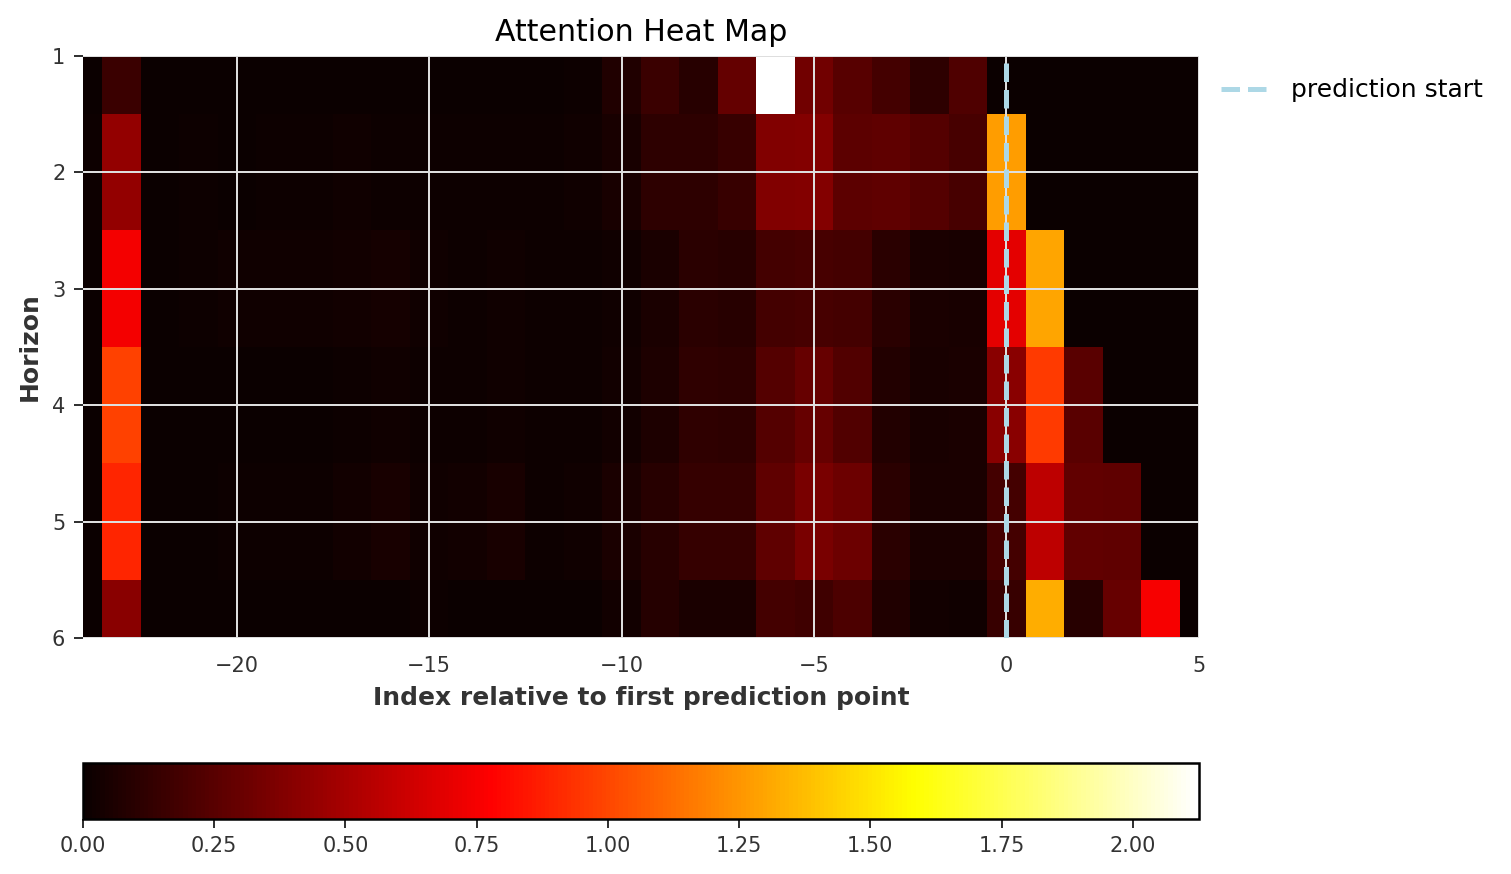 Attention Heat Map
prediction start
Horizon
1
2
3
4
5
6
−20 −15 −10 −5 0 5
Index relative to first prediction point
0.00 0.25 0.50 0.75 1.00 1.25 1.50 1.75 2.00